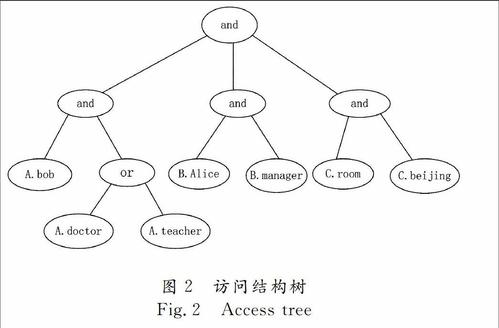 and
and and and
A.bob or B.Alice B.manager C.room C.beijing
A.doctor A.teacher
图2 访问结构树
Fig.2 Access tree